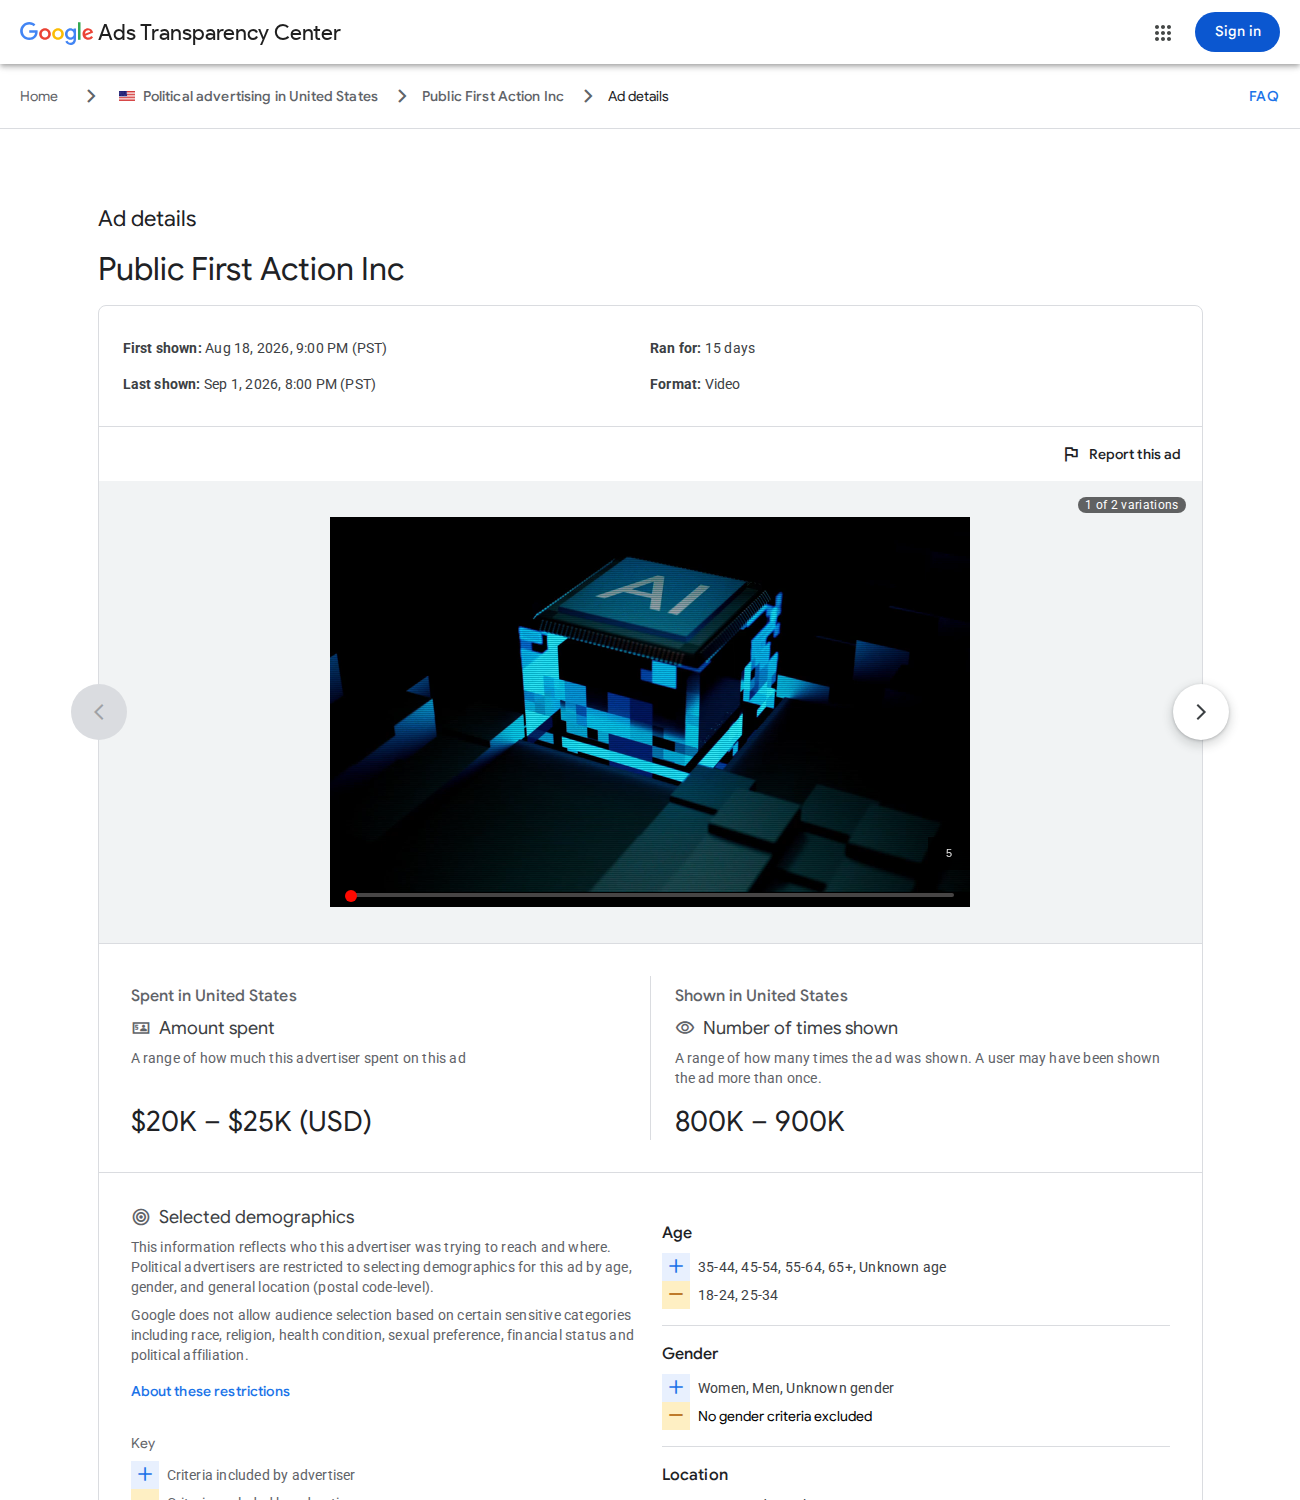 Google Ads Transparency Center
Sign in
Home
Political advertising in United States
Public First Action Inc
Ad details
FAQ
Ad details
Public First Action Inc
First shown: Aug 18, 2026, 9:00 PM (PST)
Ran for: 15 days
Last shown: Sep 1, 2026, 8:00 PM (PST)
Format: Video
Report this ad
1 of 2 variations
AI
5
Spent in United States
Amount spent
A range of how much this advertiser spent on this ad
$20K – $25K (USD)
Shown in United States
Number of times shown
A range of how many times the ad was shown. A user may have been shown
the ad more than once.
800K – 900K
Selected demographics
This information reflects who this advertiser was trying to reach and where.
Political advertisers are restricted to selecting demographics for this ad by age,
gender, and general location (postal code-level).
Google does not allow audience selection based on certain sensitive categories
including race, religion, health condition, sexual preference, financial status and
political affiliation.
About these restrictions
Key
Criteria included by advertiser
Age
35-44, 45-54, 55-64, 65+, Unknown age
18-24, 25-34
Gender
Women, Men, Unknown gender
No gender criteria excluded
Location